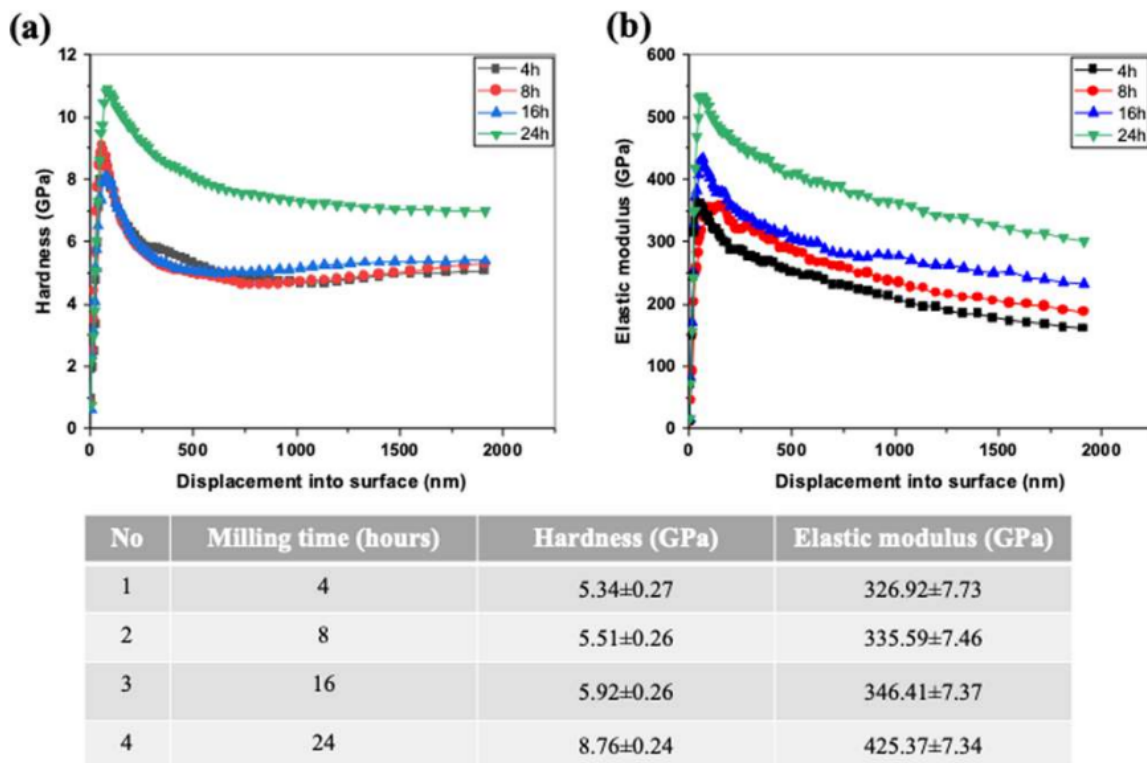 (a)
12
10
8
6
4
2
0
Hardness (GPa)
4h
8h
16h
24h
0 500 1000 1500 2000
Displacement into surface (nm)
(b)
600
500
400
300
200
100
0
Elastic modulus (GPa)
4h
8h
16h
24h
0 500 1000 1500 2000
Displacement into surface (nm)
No Milling time (hours) Hardness (GPa) Elastic modulus (GPa)
1 4 5.34±0.27 326.92±7.73
2 8 5.51±0.26 335.59±7.46
3 16 5.92±0.26 346.41±7.37
4 24 8.76±0.24 425.37±7.34